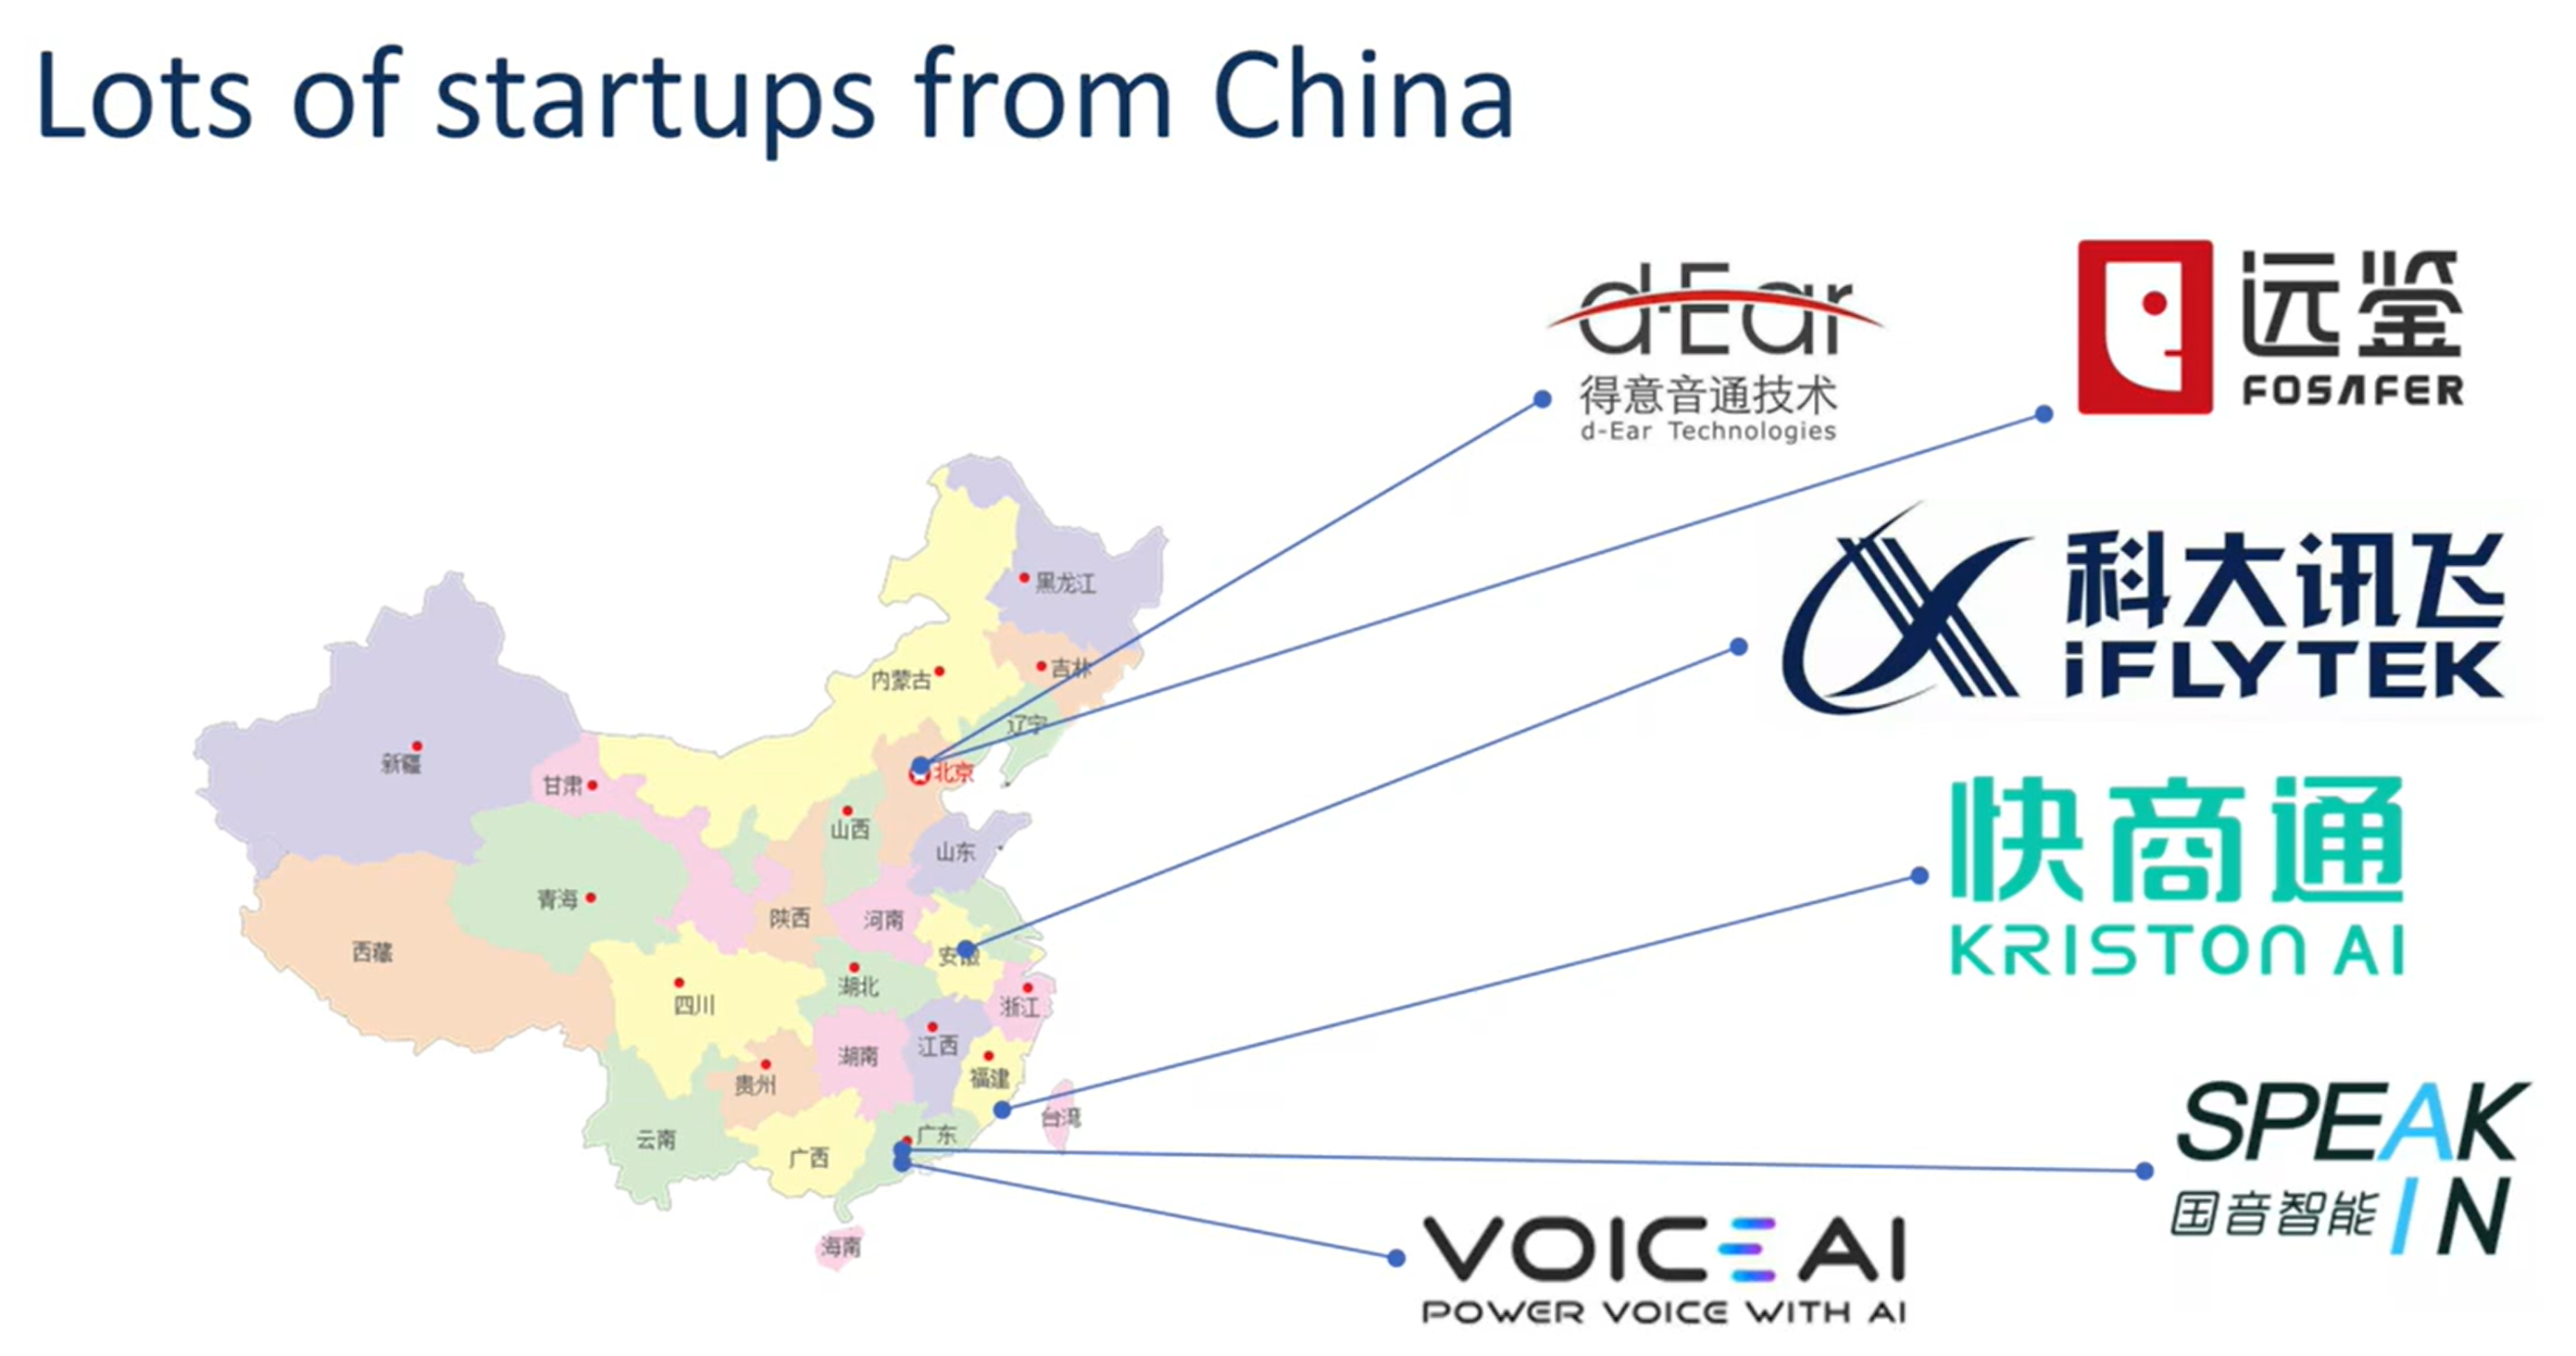 Lots of startups from China
d-Ear
得意音通技术
d-Ear Technologies
远鉴
FOSAFER
科大讯飞
iFLYTEK
快商通
KRISTON AI
SPEAK
国音智能 IN
VOICE AI
POWER VOICE WITH AI
黑龙江
吉林
内蒙古
辽宁
新疆
北京
甘肃
山西
山东
青海
陕西
河南
西藏
安徽
湖北
四川
浙江
江西
湖南
福建
贵州
台湾
广东
云南
广西
海南